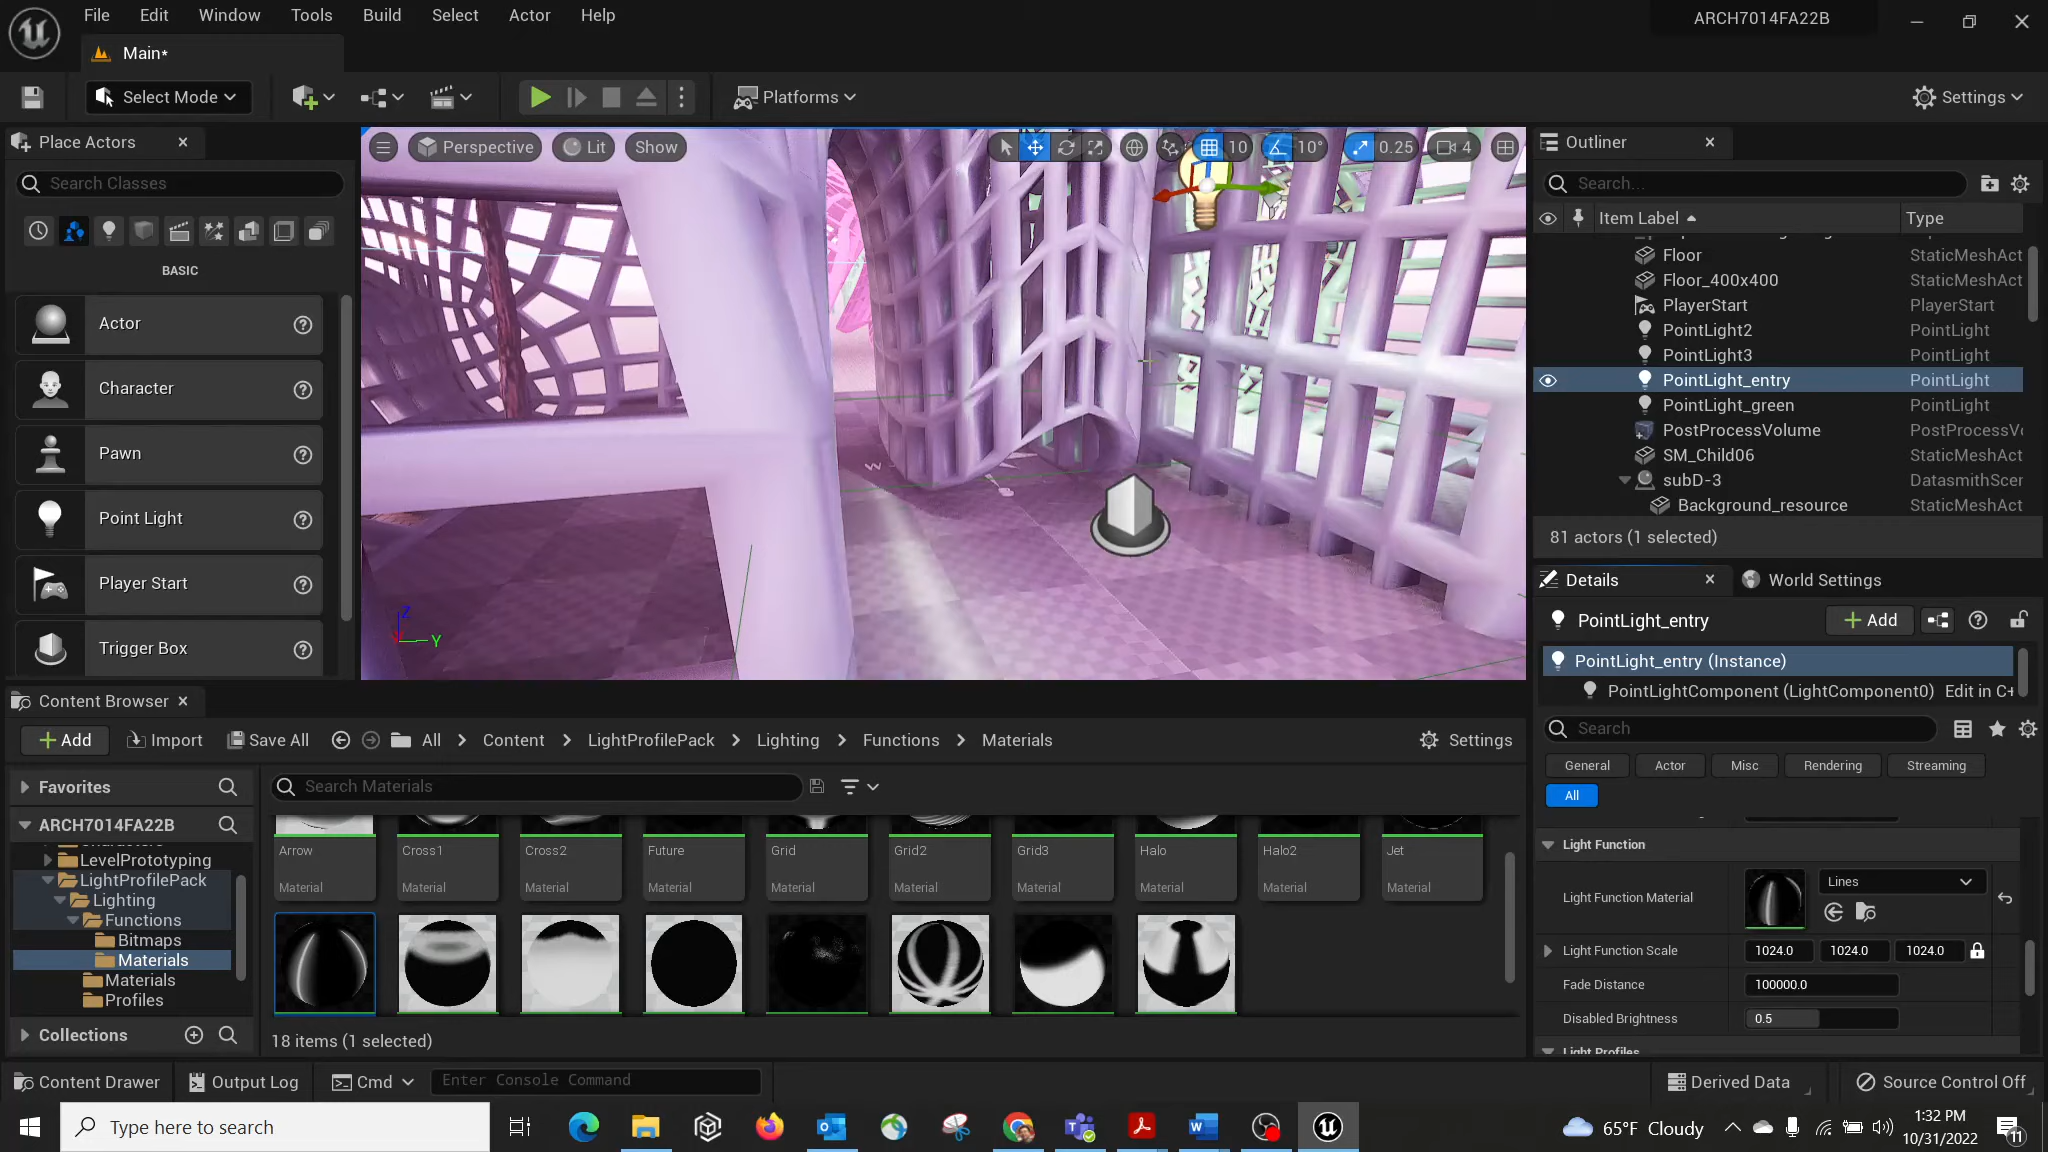 File Edit Window Tools Build Select Actor Help
ARCH7014FA22B
Main*
Select Mode
Platforms
Settings
Place Actors
Search Classes
BASIC
Actor
Character
Pawn
Point Light
Player Start
Trigger Box
Perspective Lit Show
10 10° 0.25 4
Z
Y
Outliner
Search...
Item Label Type
Floor StaticMeshAct
Floor_400x400 StaticMeshAct
PlayerStart PlayerStart
PointLight2 PointLight
PointLight3 PointLight
PointLight_entry PointLight
PointLight_green PointLight
PostProcessVolume PostProcessVo
SM_Child06 StaticMeshAct
subD-3 DatasmithScen
Background_resource StaticMeshAct
81 actors (1 selected)
Details World Settings
PointLight_entry
Add
PointLight_entry (Instance)
PointLightComponent (LightComponent0) Edit in C+
Search
General Actor Misc Rendering Streaming
All
Light Function
Light Function Material
Lines
Light Function Scale 1024.0 1024.0 1024.0
Fade Distance 100000.0
Disabled Brightness 0.5
Light Profiles
Content Browser
Add Import Save All All Content LightProfilePack Lighting Functions Materials Settings
Favorites
Search Materials
ARCH7014FA22B
Characters
LevelPrototyping
LightProfilePack
Lighting
Functions
Bitmaps
Materials
Materials
Profiles
Collections
Arrow Cross1 Cross2 Future Grid Grid2 Grid3 Halo Halo2 Jet
Material Material Material Material Material Material Material Material Material Material
18 items (1 selected)
Content Drawer Output Log Cmd Enter Console Command
Derived Data Source Control Off
Type here to search
65°F Cloudy
1:32 PM
10/31/2022
11